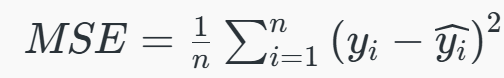 MSE = \frac{1}{n} \sum_{i=1}^{n} (y_i - \widehat{y_i})^2